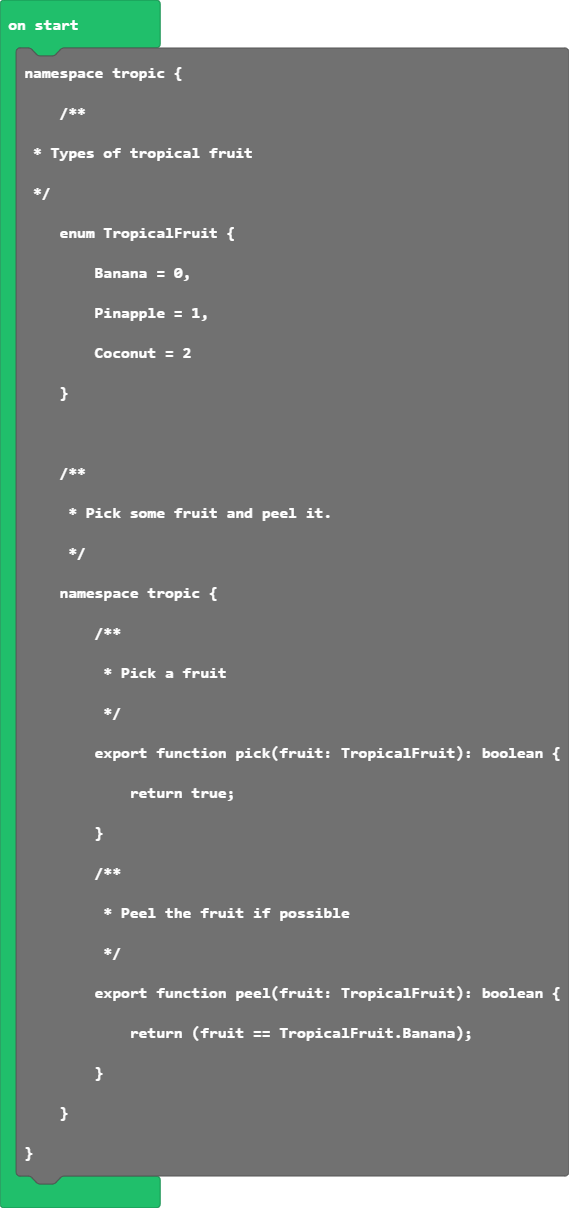 on start
namespace tropic {
    /**
 * Types of tropical fruit
 */
    enum TropicalFruit {
        Banana = 0,
        Pinapple = 1,
        Coconut = 2
    }

    /**
     * Pick some fruit and peel it.
     */
    namespace tropic {
        /**
         * Pick a fruit
         */
        export function pick(fruit: TropicalFruit): boolean {
            return true;
        }
        /**
         * Peel the fruit if possible
         */
        export function peel(fruit: TropicalFruit): boolean {
            return (fruit == TropicalFruit.Banana);
        }
    }
}